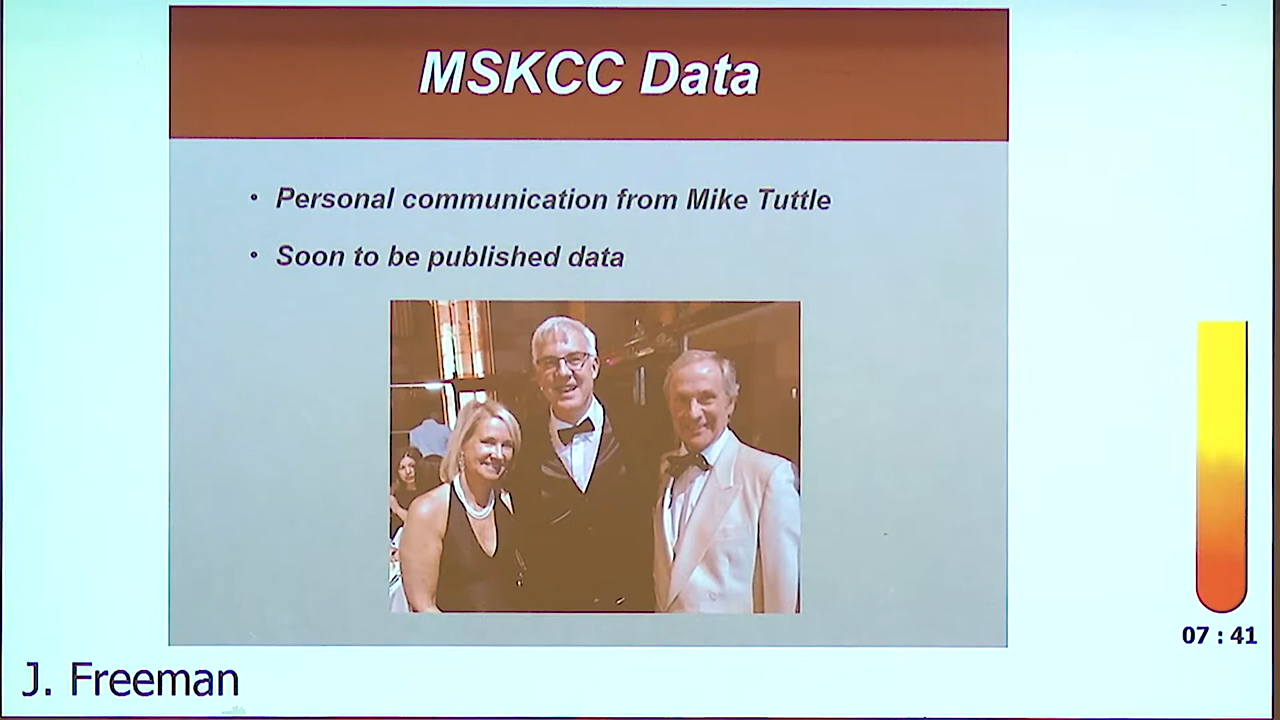 MSKCC Data
• Personal communication from Mike Tuttle
• Soon to be published data
07 : 41
J. Freeman